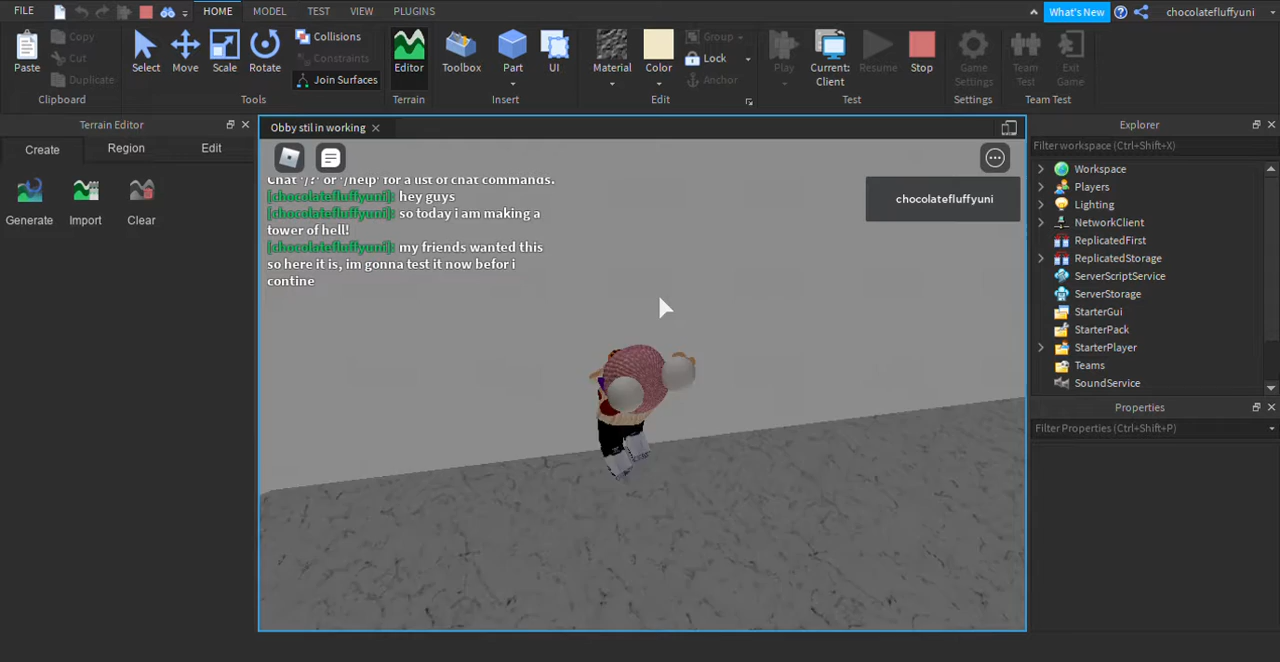 FILE HOME MODEL TEST VIEW PLUGINS What's New chocolatefluffyuni
Paste Copy Cut Duplicate Select Move Scale Rotate Collisions Constraints Join Surfaces Editor Toolbox Part UI Material Color Group Lock Anchor Play Current: Client Resume Stop Game Settings Team Test Exit Game
Clipboard Tools Terrain Insert Edit Test Settings Team Test
Terrain Editor
Create Region Edit
Generate Import Clear
Obby stil in working
Chat '/?' or '/help' for a list of chat commands.
[chocolatefluffyuni]: hey guys
[chocolatefluffyuni]: so today i am making a
tower of hell!
[chocolatefluffyuni]: my friends wanted this
so here it is, im gonna test it now befor i
contine
chocolatefluffyuni
Explorer
Filter workspace (Ctrl+Shift+X)
Workspace
Players
Lighting
NetworkClient
ReplicatedFirst
ReplicatedStorage
ServerScriptService
ServerStorage
StarterGui
StarterPack
StarterPlayer
Teams
SoundService
Properties
Filter Properties (Ctrl+Shift+P)